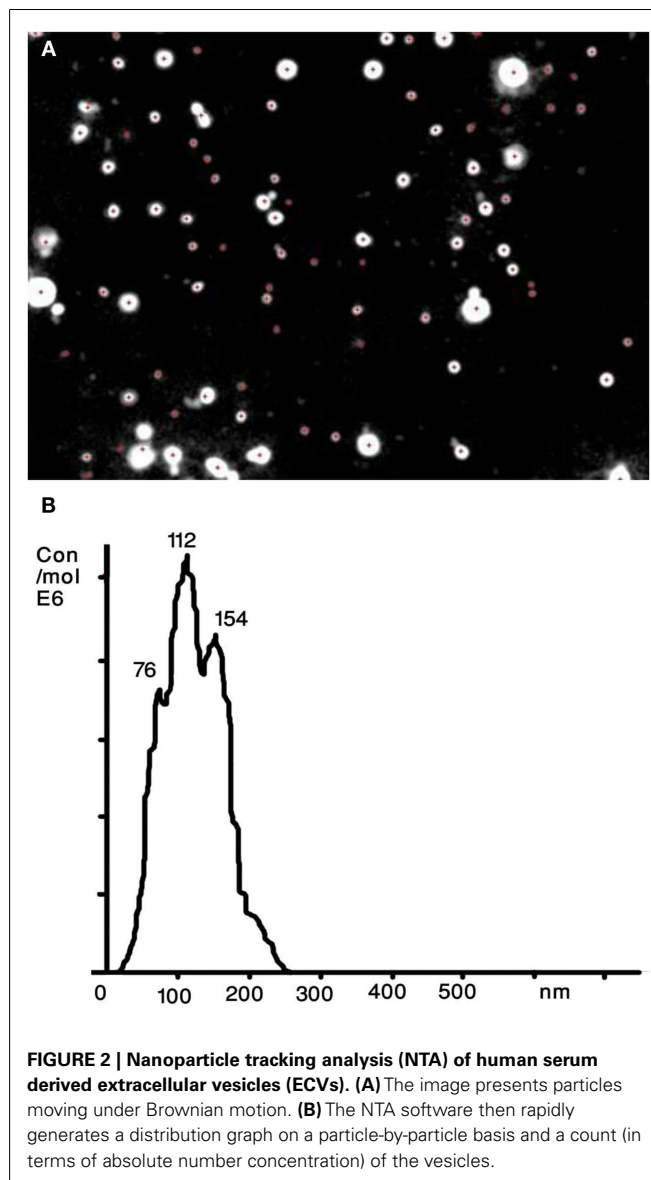 A
B
Con
/mol
E6
112
154
76
0 100 200 300 400 500 nm
FIGURE 2 | Nanoparticle tracking analysis (NTA) of human serum
derived extracellular vesicles (ECVs). (A) The image presents particles
moving under Brownian motion. (B) The NTA software then rapidly
generates a distribution graph on a particle-by-particle basis and a count (in
terms of absolute number concentration) of the vesicles.